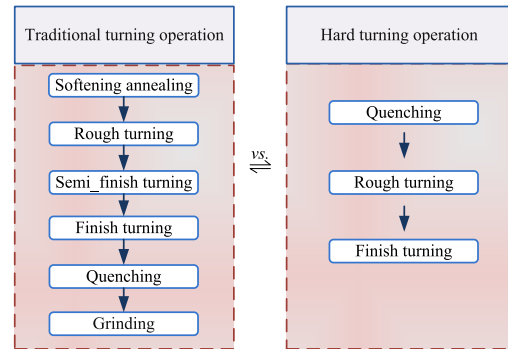 Traditional turning operation
Softening annealing
Rough turning
Semi_finish turning
Finish turning
Quenching
Grinding
vs.
Hard turning operation
Quenching
Rough turning
Finish turning